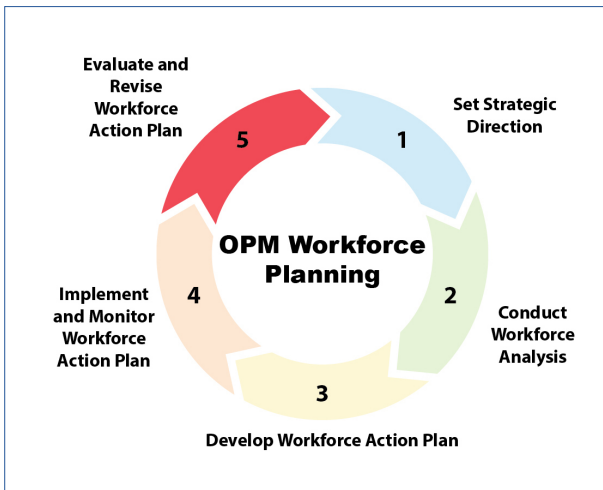 OPM Workforce
Planning
1
Set Strategic
Direction
2
Conduct
Workforce
Analysis
3
Develop Workforce Action Plan
4
Implement
and Monitor
Workforce
Action Plan
5
Evaluate and
Revise
Workforce
Action Plan